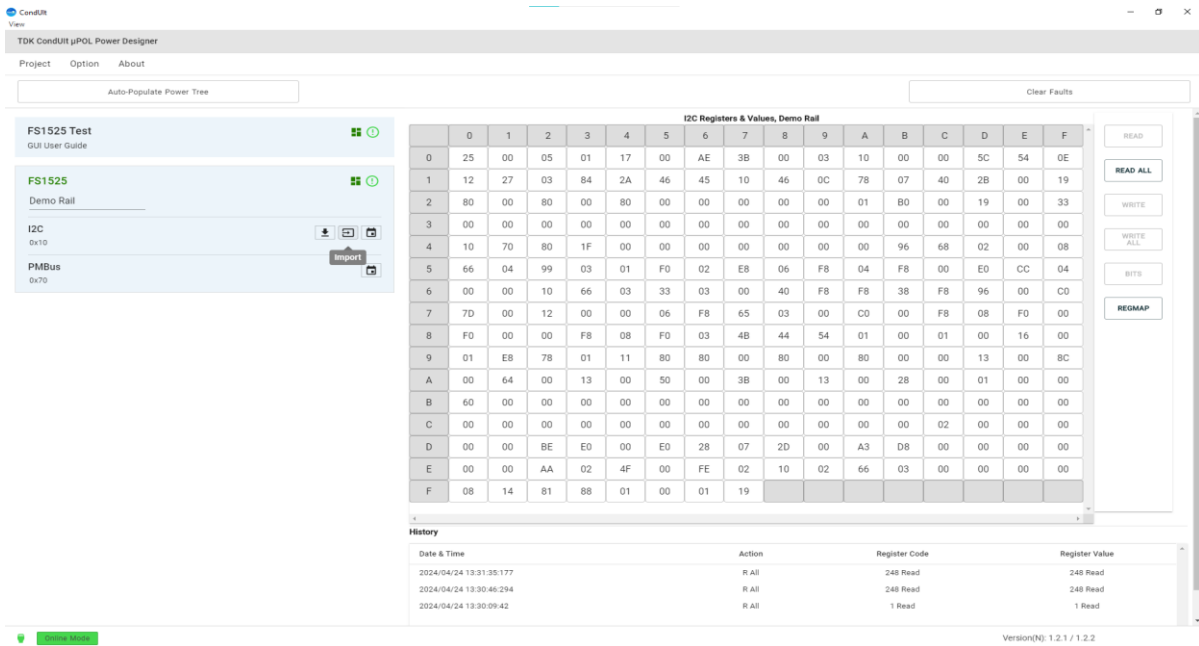 CondUIt
View
TDK CondUIt µPOL Power Designer
Project Option About
Auto-Populate Power Tree
Clear Faults
FS1525 Test
GUI User Guide
FS1525
Demo Rail
I2C
0x10
Import
PMBus
0x70
I2C Registers & Values, Demo Rail
0 1 2 3 4 5 6 7 8 9 A B C D E F
0 25 00 05 01 17 00 AE 3B 00 03 10 00 00 5C 54 0E
1 12 27 03 84 2A 46 45 10 46 0C 78 07 40 2B 00 19
2 80 00 80 00 80 00 00 00 00 00 01 B0 00 19 00 33
3 00 00 00 00 00 00 00 00 00 00 00 00 00 00 00 00
4 10 70 80 1F 00 00 00 00 00 00 00 96 68 02 00 08
5 66 04 99 03 01 F0 02 E8 06 F8 04 F8 00 E0 CC 04
6 00 00 10 66 03 33 03 00 40 F8 F8 38 F8 96 00 C0
7 7D 00 12 00 00 06 F8 65 03 00 C0 00 F8 08 F0 00
8 F0 00 00 F8 08 F0 03 4B 44 54 01 00 01 00 16 00
9 01 E8 78 01 11 80 80 00 80 00 80 00 00 13 00 8C
A 00 64 00 13 00 50 00 3B 00 13 00 28 00 01 00 00
B 60 00 00 00 00 00 00 00 00 00 00 00 00 00 00 00
C 00 00 00 00 00 00 00 00 00 00 00 00 02 00 00 00
D 00 00 BE E0 00 E0 28 07 2D 00 A3 D8 00 00 00 00
E 00 00 AA 02 4F 00 FE 02 10 02 66 03 00 00 00 00
F 08 14 81 88 01 00 01 19
READ
READ ALL
WRITE
WRITE
ALL
BITS
REGMAP
History
Date & Time Action Register Code Register Value
2024/04/24 13:31:35:177 R All 248 Read 248 Read
2024/04/24 13:30:46:294 R All 248 Read 248 Read
2024/04/24 13:30:09:42 R All 1 Read 1 Read
Online Mode
Version(N): 1.2.1 / 1.2.2